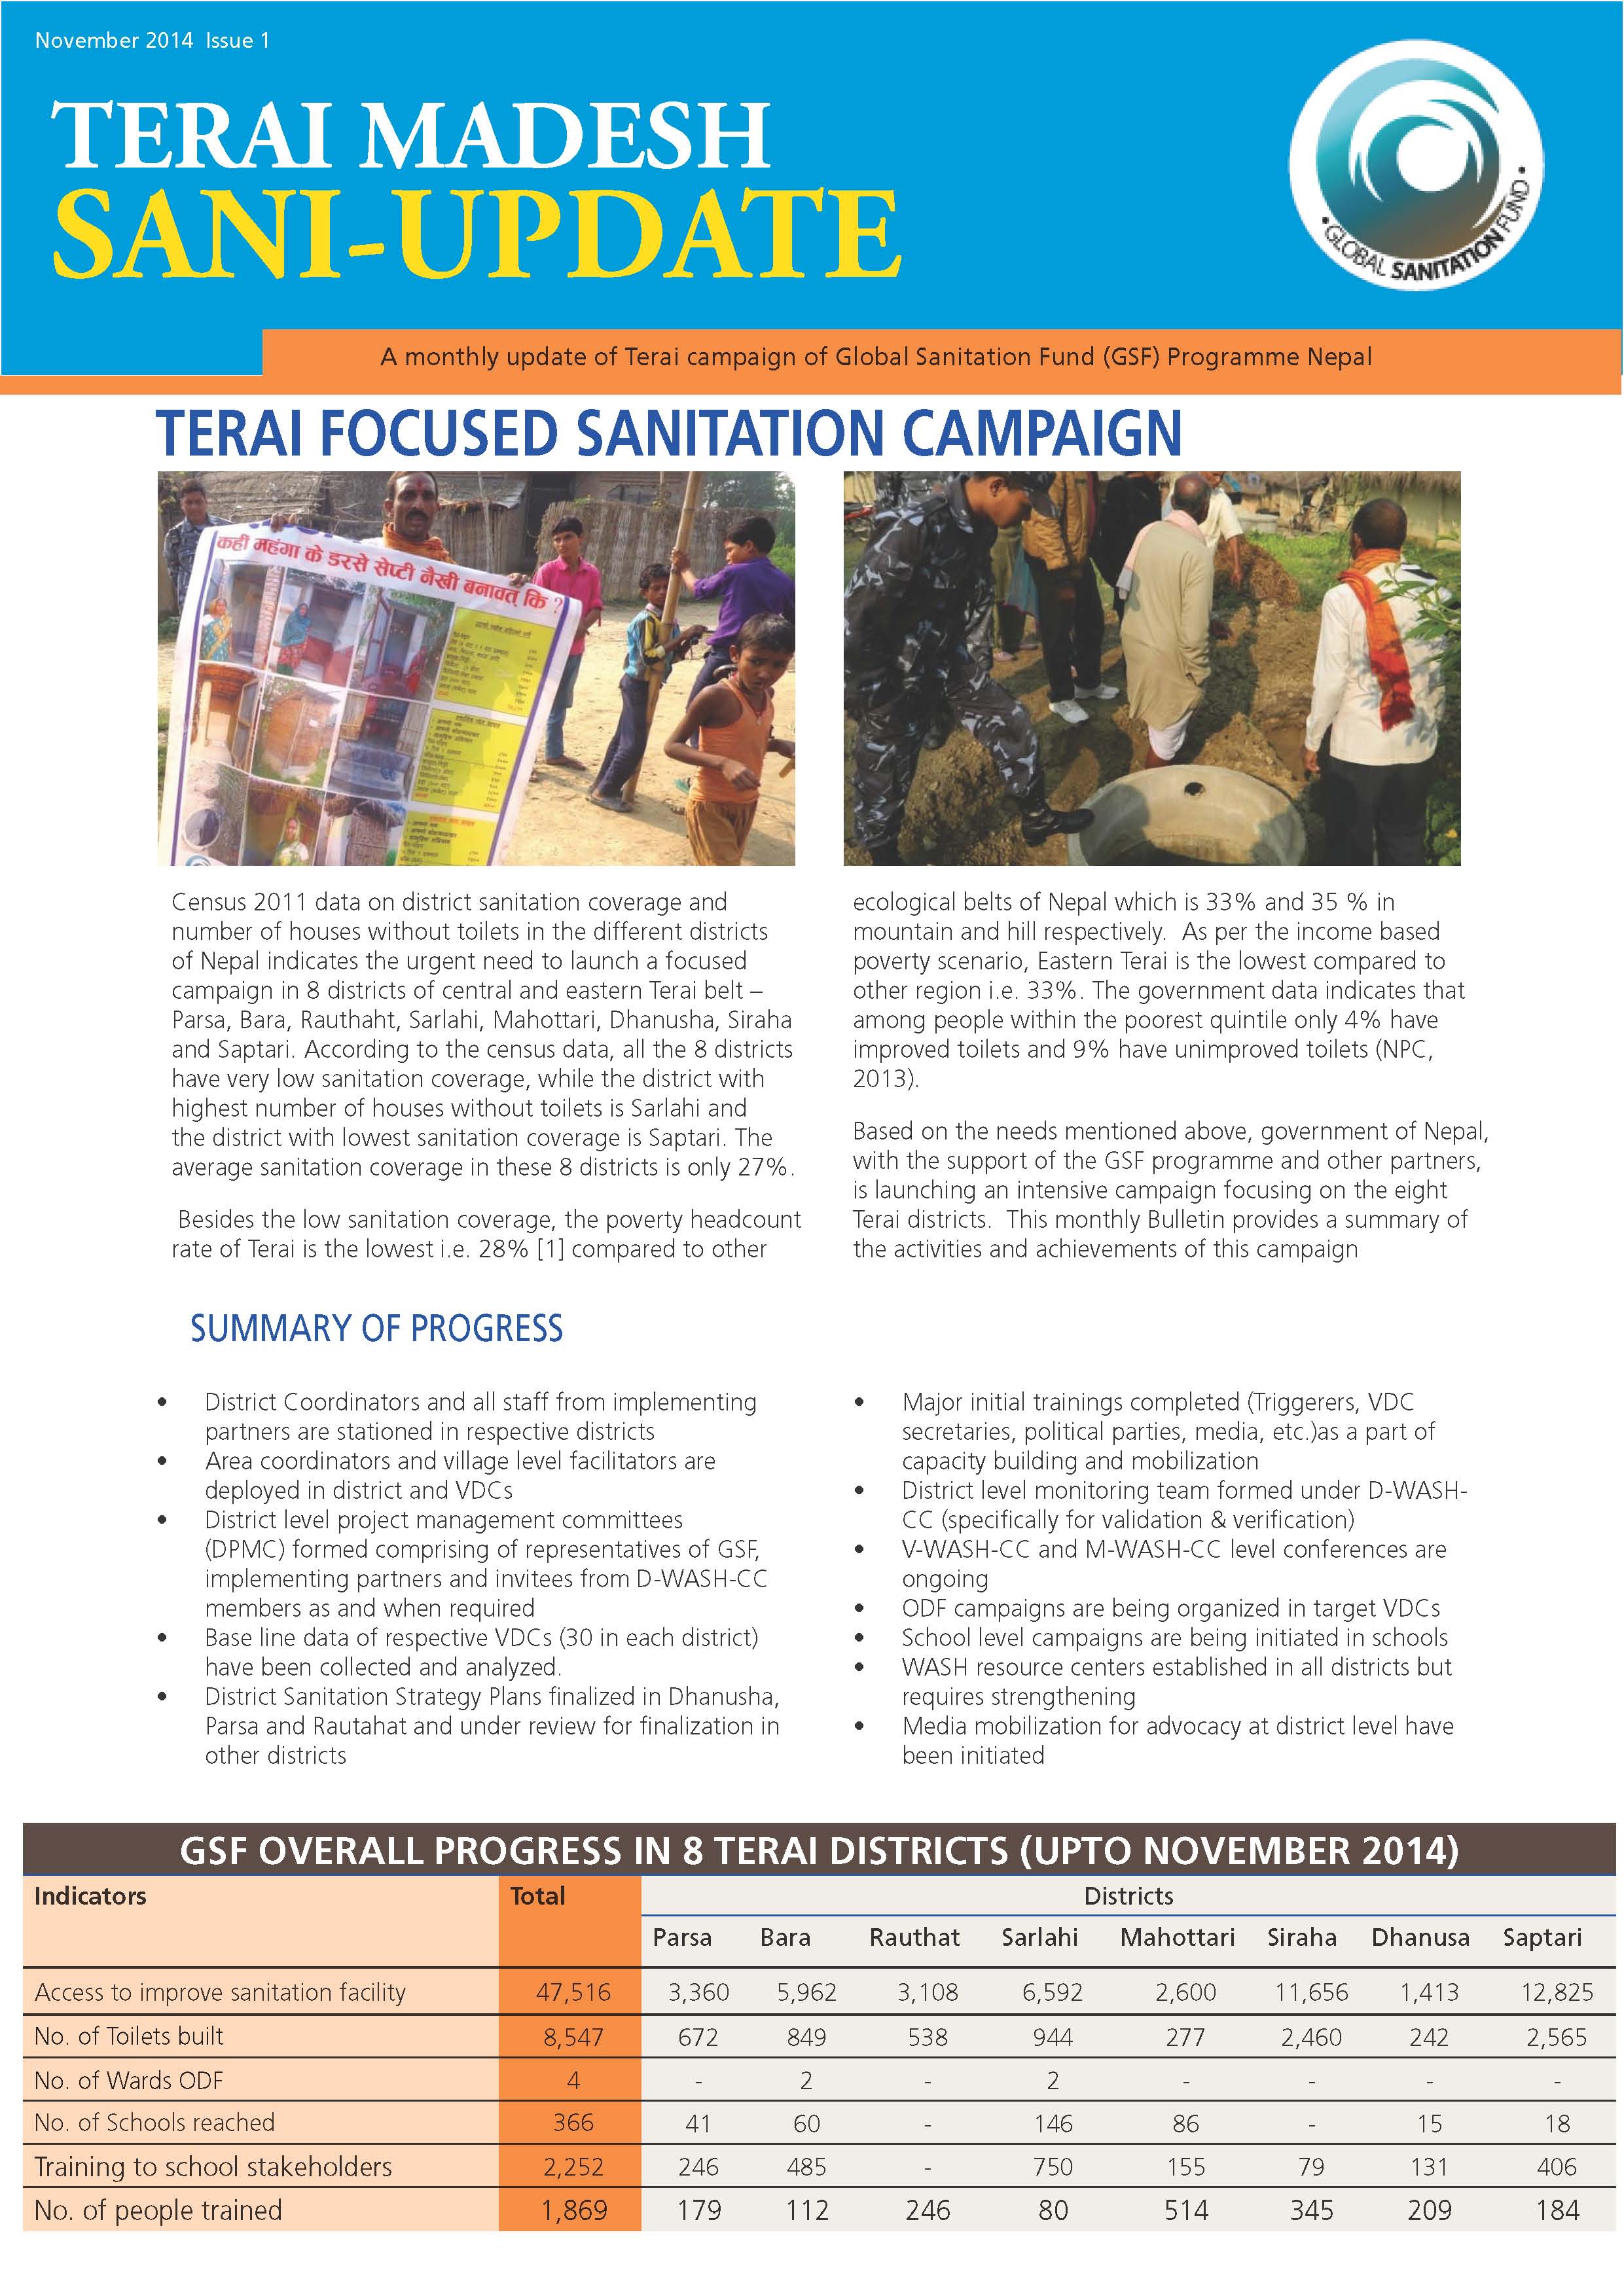 November 2014  Issue 1
TERAI MADESH
SANI-UPDATE
•GLOBAL SANITATION FUND•
A monthly update of Terai campaign of Global Sanitation Fund (GSF) Programme Nepal
TERAI FOCUSED SANITATION CAMPAIGN
कहीं महंगा के डरसे सेप्टी नैखी बनावत् कि ?
Census 2011 data on district sanitation coverage and
number of houses without toilets in the different districts
of Nepal indicates the urgent need to launch a focused
campaign in 8 districts of central and eastern Terai belt –
Parsa, Bara, Rauthaht, Sarlahi, Mahottari, Dhanusha, Siraha
and Saptari. According to the census data, all the 8 districts
have very low sanitation coverage, while the district with
highest number of houses without toilets is Sarlahi and
the district with lowest sanitation coverage is Saptari. The
average sanitation coverage in these 8 districts is only 27%.
Besides the low sanitation coverage, the poverty headcount
rate of Terai is the lowest i.e. 28% [1] compared to other
ecological belts of Nepal which is 33% and 35 % in
mountain and hill respectively.  As per the income based
poverty scenario, Eastern Terai is the lowest compared to
other region i.e. 33%. The government data indicates that
among people within the poorest quintile only 4% have
improved toilets and 9% have unimproved toilets (NPC,
2013).
Based on the needs mentioned above, government of Nepal,
with the support of the GSF programme and other partners,
is launching an intensive campaign focusing on the eight
Terai districts.  This monthly Bulletin provides a summary of
the activities and achievements of this campaign
SUMMARY OF PROGRESS
• District Coordinators and all staff from implementing
partners are stationed in respective districts
• Area coordinators and village level facilitators are
deployed in district and VDCs
• District level project management committees
(DPMC) formed comprising of representatives of GSF,
implementing partners and invitees from D-WASH-CC
members as and when required
• Base line data of respective VDCs (30 in each district)
have been collected and analyzed.
• District Sanitation Strategy Plans finalized in Dhanusha,
Parsa and Rautahat and under review for finalization in
other districts
• Major initial trainings completed (Triggerers, VDC
secretaries, political parties, media, etc.)as a part of
capacity building and mobilization
• District level monitoring team formed under D-WASH-
CC (specifically for validation & verification)
• V-WASH-CC and M-WASH-CC level conferences are
ongoing
• ODF campaigns are being organized in target VDCs
• School level campaigns are being initiated in schools
• WASH resource centers established in all districts but
requires strengthening
• Media mobilization for advocacy at district level have
been initiated
GSF OVERALL PROGRESS IN 8 TERAI DISTRICTS (UPTO NOVEMBER 2014)
Indicators Total Districts
Parsa Bara Rauthat Sarlahi Mahottari Siraha Dhanusa Saptari
Access to improve sanitation facility 47,516 3,360 5,962 3,108 6,592 2,600 11,656 1,413 12,825
No. of Toilets built 8,547 672 849 538 944 277 2,460 242 2,565
No. of Wards ODF 4 - 2 - 2 - - - -
No. of Schools reached 366 41 60 - 146 86 - 15 18
Training to school stakeholders 2,252 246 485 - 750 155 79 131 406
No. of people trained 1,869 179 112 246 80 514 345 209 184